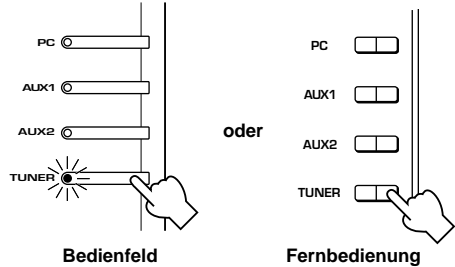 PC
AUX1
AUX2
TUNER
oder
PC
AUX1
AUX2
TUNER
Bedienfeld
Fernbedienung